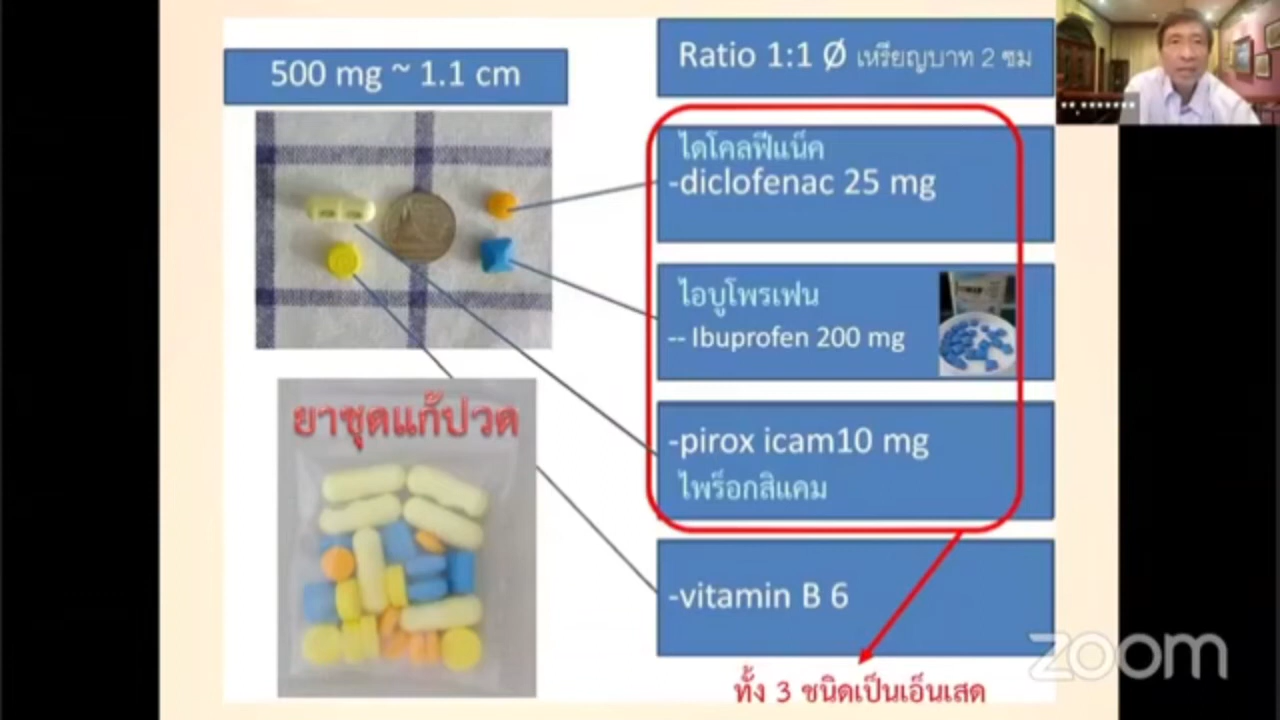 500 mg ~ 1.1 cm
Ratio 1:1 Ø เหรียญบาท 2 ซม
ไดโคลฟีแน็ค
-diclofenac 25 mg
ไอบูโพรเฟน
-- Ibuprofen 200 mg
-pirox icam10 mg
ไพร็อกสิแคม
-vitamin B 6
ยาชุดแก้ปวด
ทั้ง 3 ชนิดเป็นเอ็นเสด
zoom